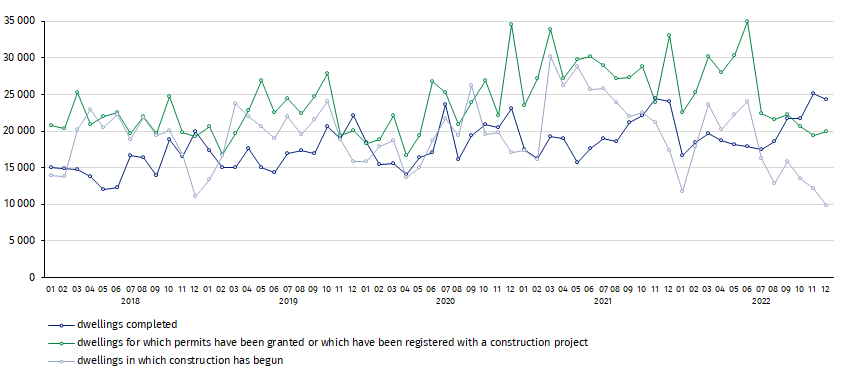 35 000
30 000
25 000
20 000
15 000
10 000
5 000
0
01 02 03 04 05 06 07 08 09 10 11 12 01 02 03 04 05 06 07 08 09 10 11 12 01 02 03 04 05 06 07 08 09 10 11 12 01 02 03 04 05 06 07 08 09 10 11 12 01 02 03 04 05 06 07 08 09 10 11 12
2018 2019 2020 2021 2022
dwellings completed
dwellings for which permits have been granted or which have been registered with a construction project
dwellings in which construction has begun